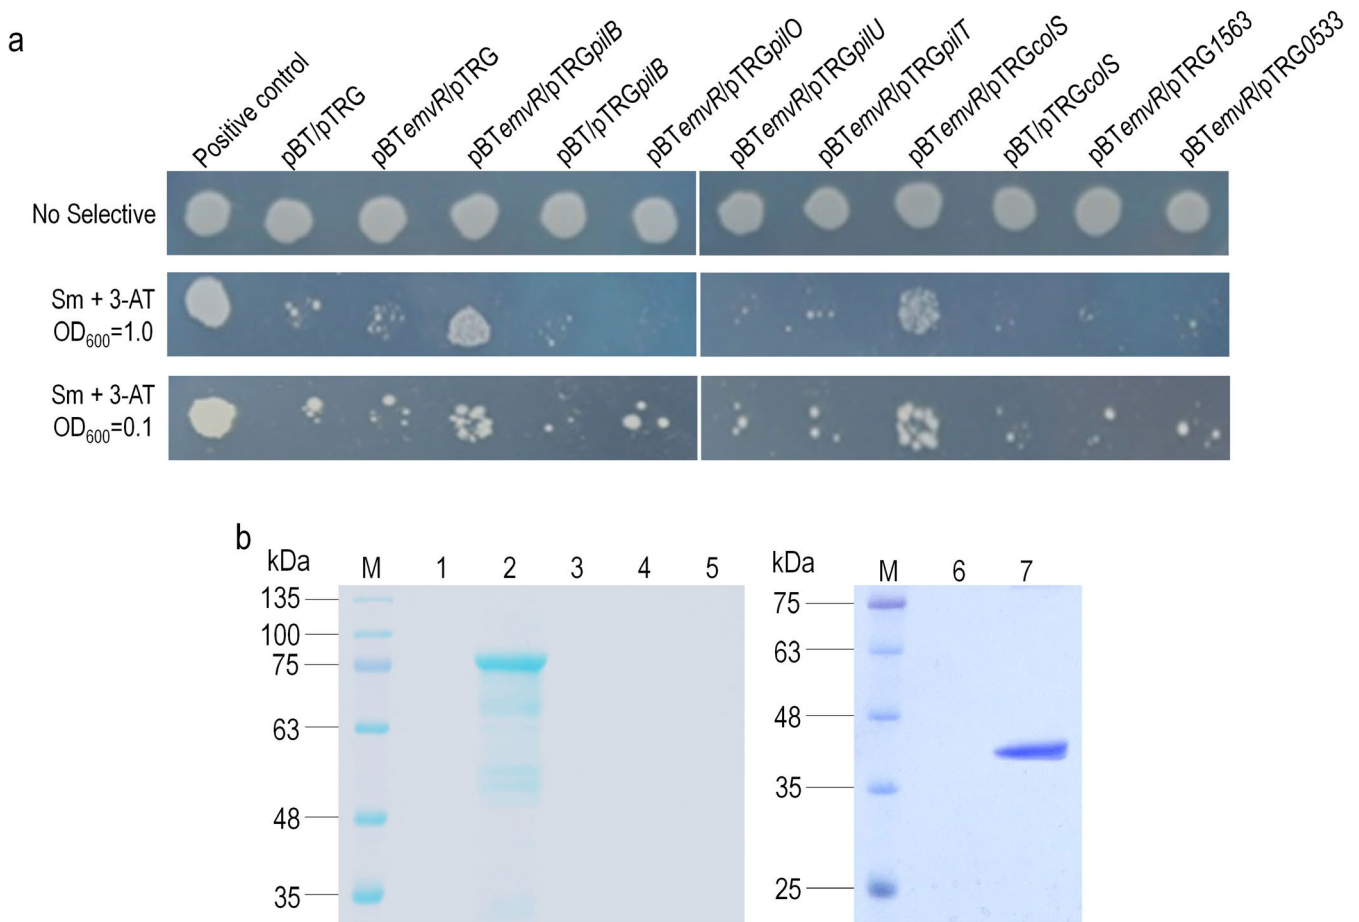 a
Positive control
pBT/pTRG
pBTemvR/pTRG
pBTemvR/pTRGpilB
pBT/pTRGpilB
pBTemvR/pTRGpilO
pBTemvR/pTRGpilU
pBTemvR/pTRGpilT
pBTemvR/pTRGcolS
pBT/pTRGcolS
pBTemvR/pTRG1563
pBTemvR/pTRG0533
No Selective
Sm + 3-AT
OD600=1.0
Sm + 3-AT
OD600=0.1
b
kDa M 1 2 3 4 5
135
100
75
63
48
35
kDa M 6 7
75
63
48
35
25